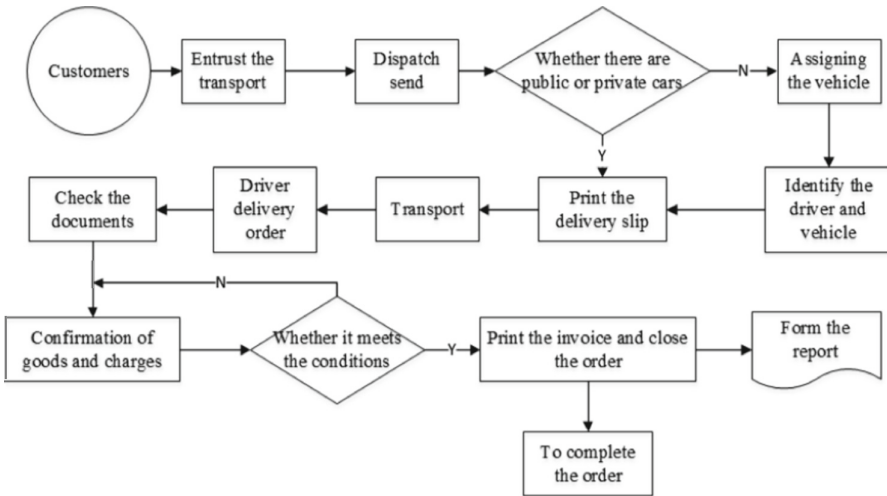 Customers
Entrust the
transport
Dispatch
send
Whether there are
public or private cars
N
Assigning
the vehicle
Y
Check the
documents
Driver
delivery
order
Transport
Print the
delivery slip
Identify the
driver and
vehicle
N
Confirmation of
goods and charges
Whether it meets
the conditions
Y
Print the invoice and close
the order
Form the
report
To complete
the order